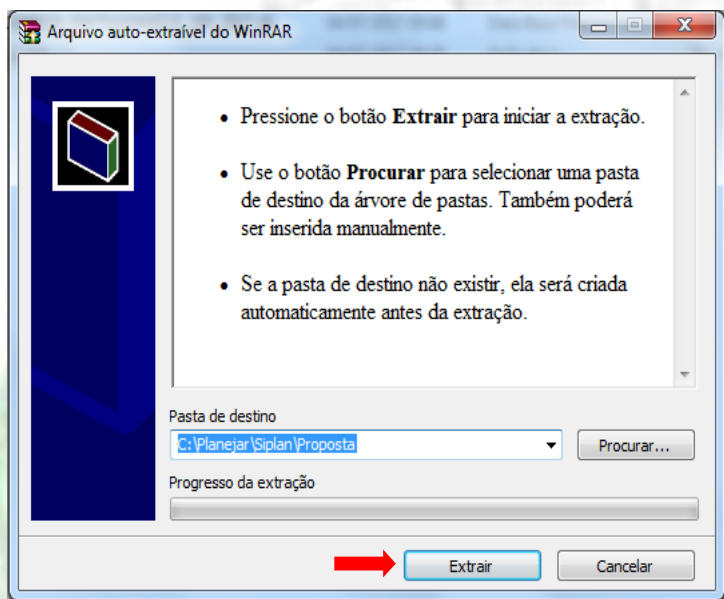 Arquivo auto-extraível do WinRAR
• Pressione o botão Extrair para iniciar a extração.
• Use o botão Procurar para selecionar uma pasta
de destino da árvore de pastas. Também poderá
ser inserida manualmente.
• Se a pasta de destino não existir, ela será criada
automaticamente antes da extração.
Pasta de destino
C:\Planejar\Siplan\Proposta
Procurar...
Progresso da extração
Extrair
Cancelar